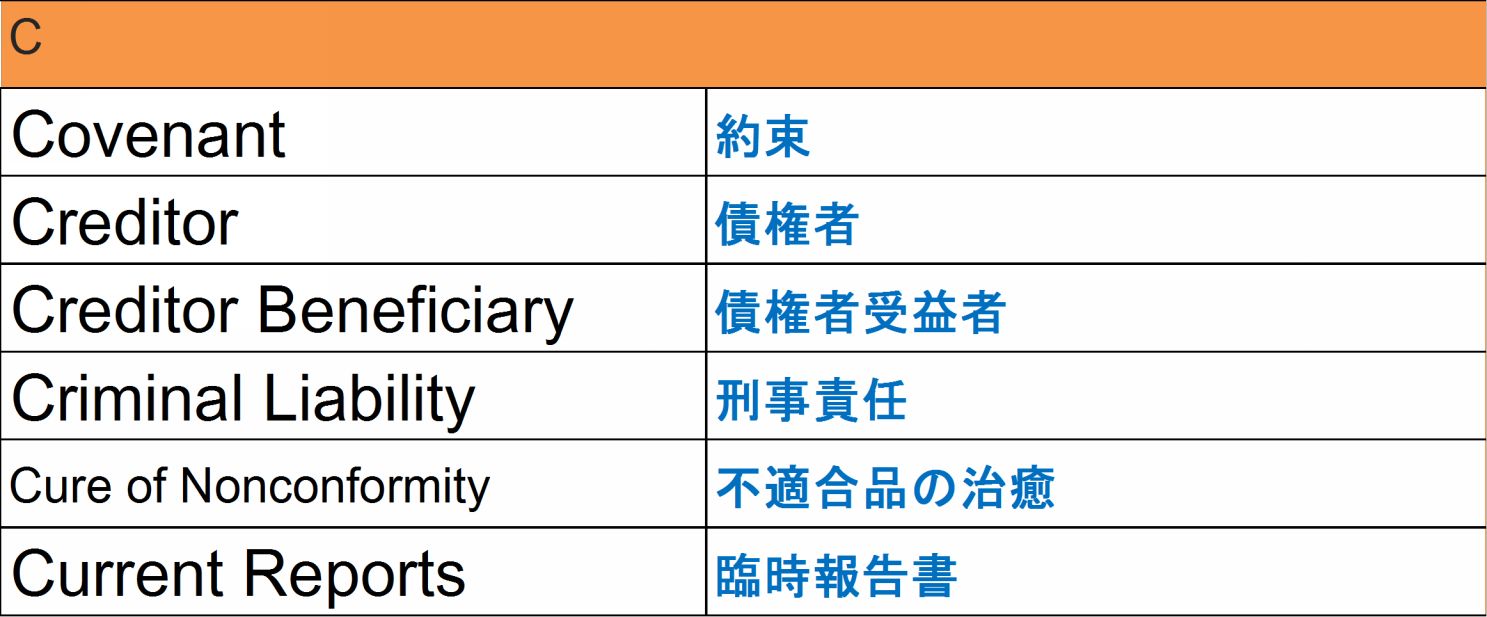 C
Covenant 約束
Creditor 債権者
Creditor Beneficiary 債権者受益者
Criminal Liability 刑事責任
Cure of Nonconformity 不適合品の治癒
Current Reports 臨時報告書